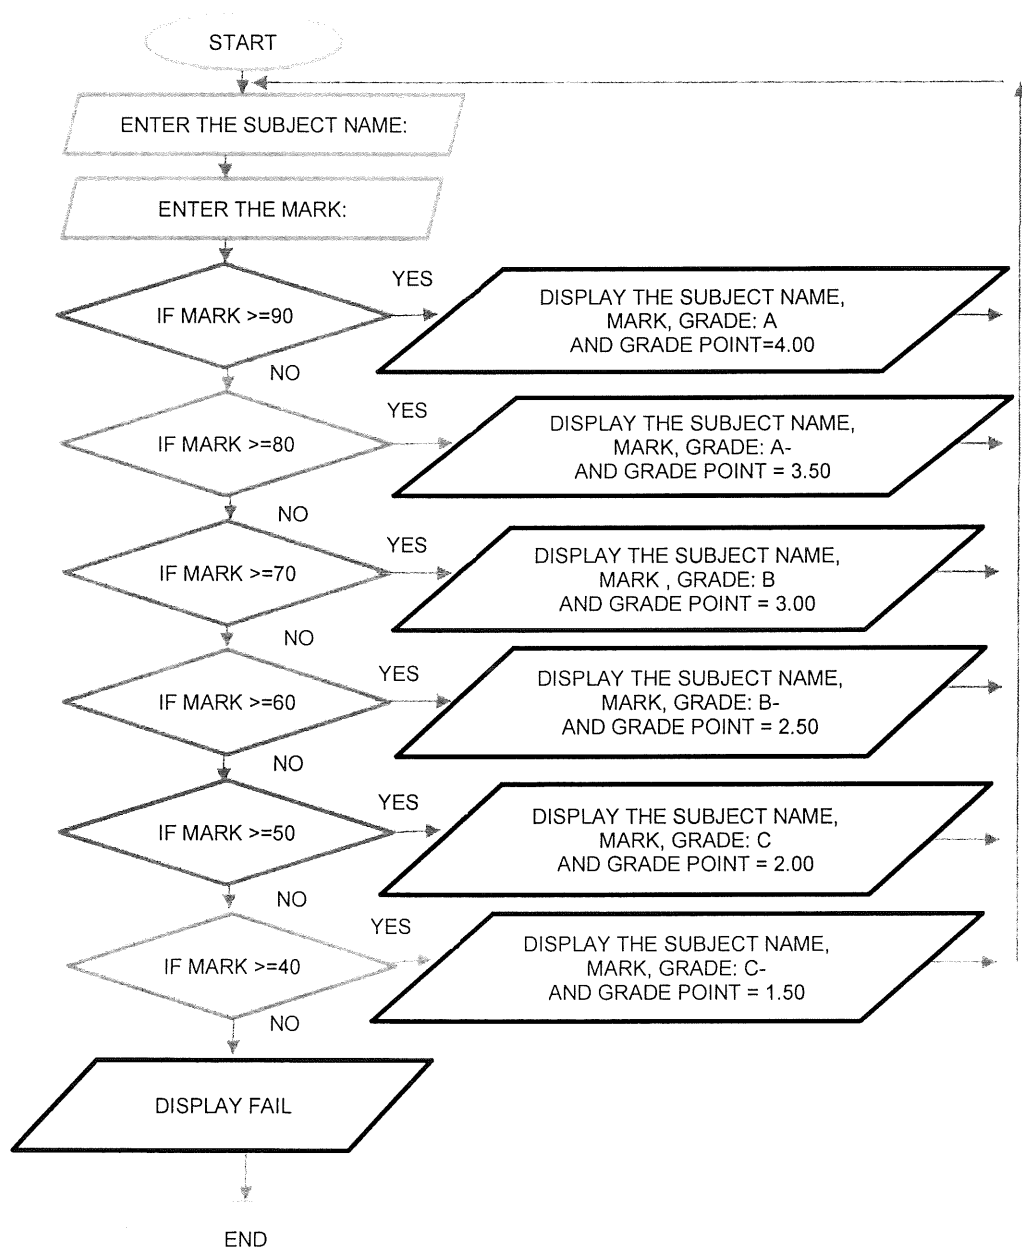 START
ENTER THE SUBJECT NAME:
ENTER THE MARK:
IF MARK >=90
YES
DISPLAY THE SUBJECT NAME,
MARK, GRADE: A
AND GRADE POINT=4.00
NO
IF MARK >=80
YES
DISPLAY THE SUBJECT NAME,
MARK, GRADE: A-
AND GRADE POINT = 3.50
NO
IF MARK >=70
YES
DISPLAY THE SUBJECT NAME,
MARK , GRADE: B
AND GRADE POINT = 3.00
NO
IF MARK >=60
YES
DISPLAY THE SUBJECT NAME,
MARK, GRADE: B-
AND GRADE POINT = 2.50
NO
IF MARK >=50
YES
DISPLAY THE SUBJECT NAME,
MARK, GRADE: C
AND GRADE POINT = 2.00
NO
IF MARK >=40
YES
DISPLAY THE SUBJECT NAME,
MARK, GRADE: C-
AND GRADE POINT = 1.50
NO
DISPLAY FAIL
END